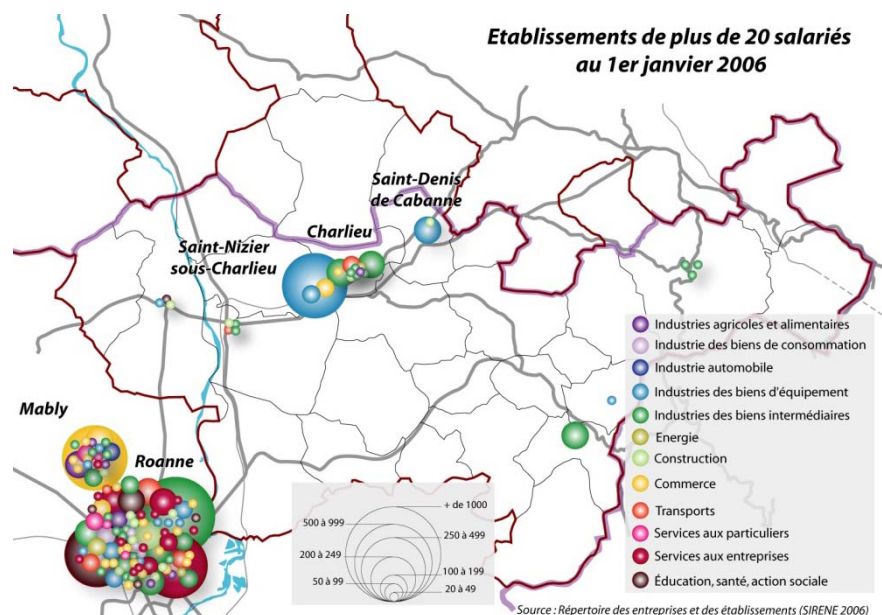 Etablissements de plus de 20 salariés
au 1er janvier 2006
Saint-Denis
de Cabanne
Charlieu
Saint-Nizier
sous-Charlieu
Mably
Roanne
Industries agricoles et alimentaires
Industrie des biens de consommation
Industrie automobile
Industries des biens d'équipement
Industries des biens intermédiaires
Energie
Construction
Commerce
Transports
Services aux particuliers
Services aux entreprises
Éducation, santé, action sociale
+ de 1000
500 à 999
250 à 499
200 à 249
100 à 199
50 à 99
20 à 49
Source : Répertoire des entreprises et des établissements (SIRENE 2006)